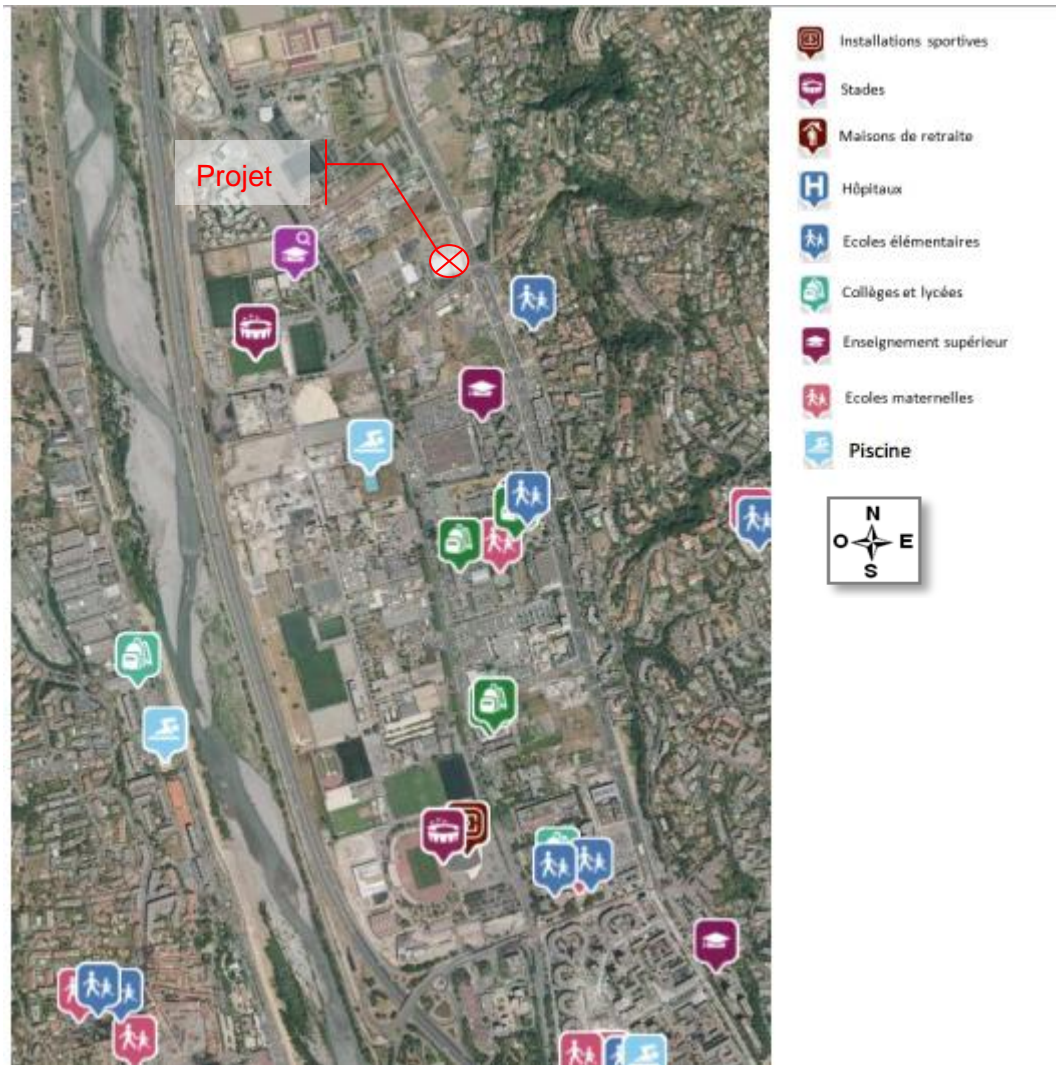 Projet
Installations sportives
Stades
Maisons de retraite
Hôpitaux
Ecoles élémentaires
Collèges et lycées
Enseignement supérieur
Ecoles maternelles
Piscine
N
O E
S